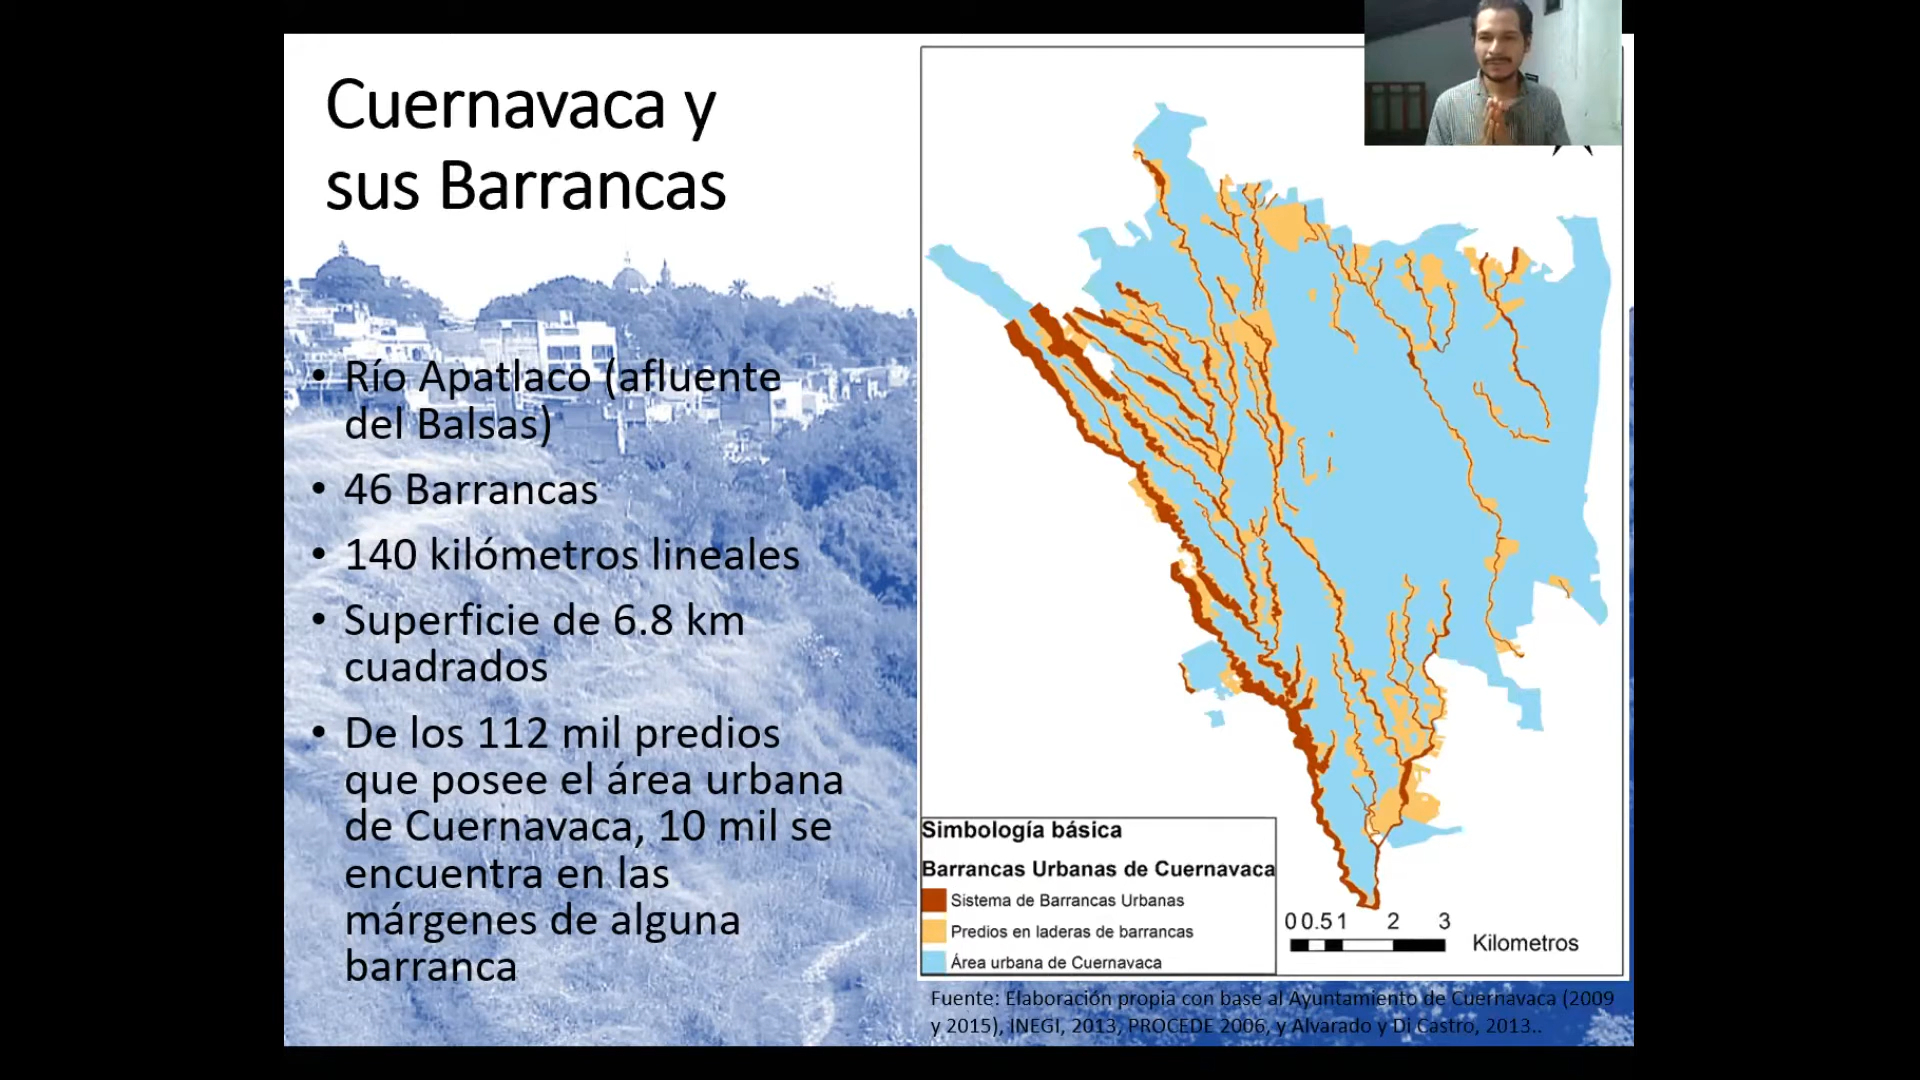 Cuernavaca y
sus Barrancas
• Río Apatlaco (afluente
del Balsas)
• 46 Barrancas
• 140 kilómetros lineales
• Superficie de 6.8 km
cuadrados
• De los 112 mil predios
que posee el área urbana
de Cuernavaca, 10 mil se
encuentra en las
márgenes de alguna
barranca
Simbología básica
Barrancas Urbanas de Cuernavaca
Sistema de Barrancas Urbanas
Predios en laderas de barrancas
Área urbana de Cuernavaca
0 0.5 1 2 3
Kilometros
Fuente: Elaboración propia con base al Ayuntamiento de Cuernavaca (2009
y 2015), INEGI, 2013, PROCEDE 2006, y Alvarado y Di Castro, 2013..